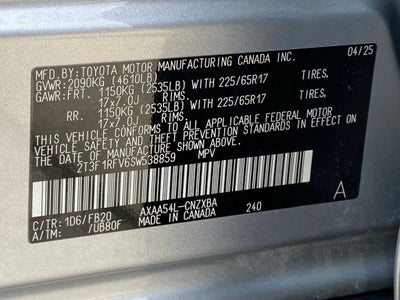 MFD.BY:TOYOTA MOTOR MANUFACTURING CANADA INC. 04/25
GVWR:2090KG (4610LB)
GAWR:FRT. 1150KG (2535LB) WITH 225/65R17 TIRES.
17x7.0J RIMS.
RR. 1150KG (2535LB) WITH 225/65R17 TIRES,
17x7.0J RIMS.
THIS VEHICLE CONFORMS TO ALL APPLICABLE FEDERAL MOTOR
VEHICLE SAFETY AND THEFT PREVENTION STANDARDS IN EFFECT ON
THE DATE OF MANUFACTURE SHOWN ABOVE.
2T3F1RFV6SW538859 MPV
C/TR:1D6/FB20 AXAA54L-CNZXBA 240 A
A/TM: /UB80F MADE IN CANADA